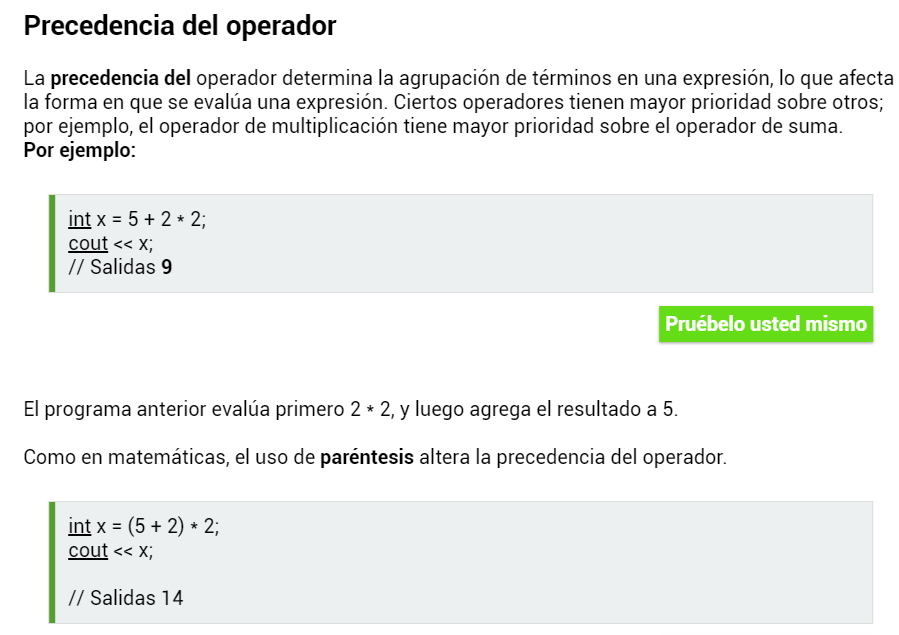 Precedencia del operador
La precedencia del operador determina la agrupación de términos en una expresión, lo que afecta
la forma en que se evalúa una expresión. Ciertos operadores tienen mayor prioridad sobre otros;
por ejemplo, el operador de multiplicación tiene mayor prioridad sobre el operador de suma.
Por ejemplo:
int x = 5 + 2 * 2;
cout << x;
// Salidas 9
Pruébelo usted mismo
El programa anterior evalúa primero 2 * 2, y luego agrega el resultado a 5.
Como en matemáticas, el uso de paréntesis altera la precedencia del operador.
int x = (5 + 2) * 2;
cout << x;
// Salidas 14